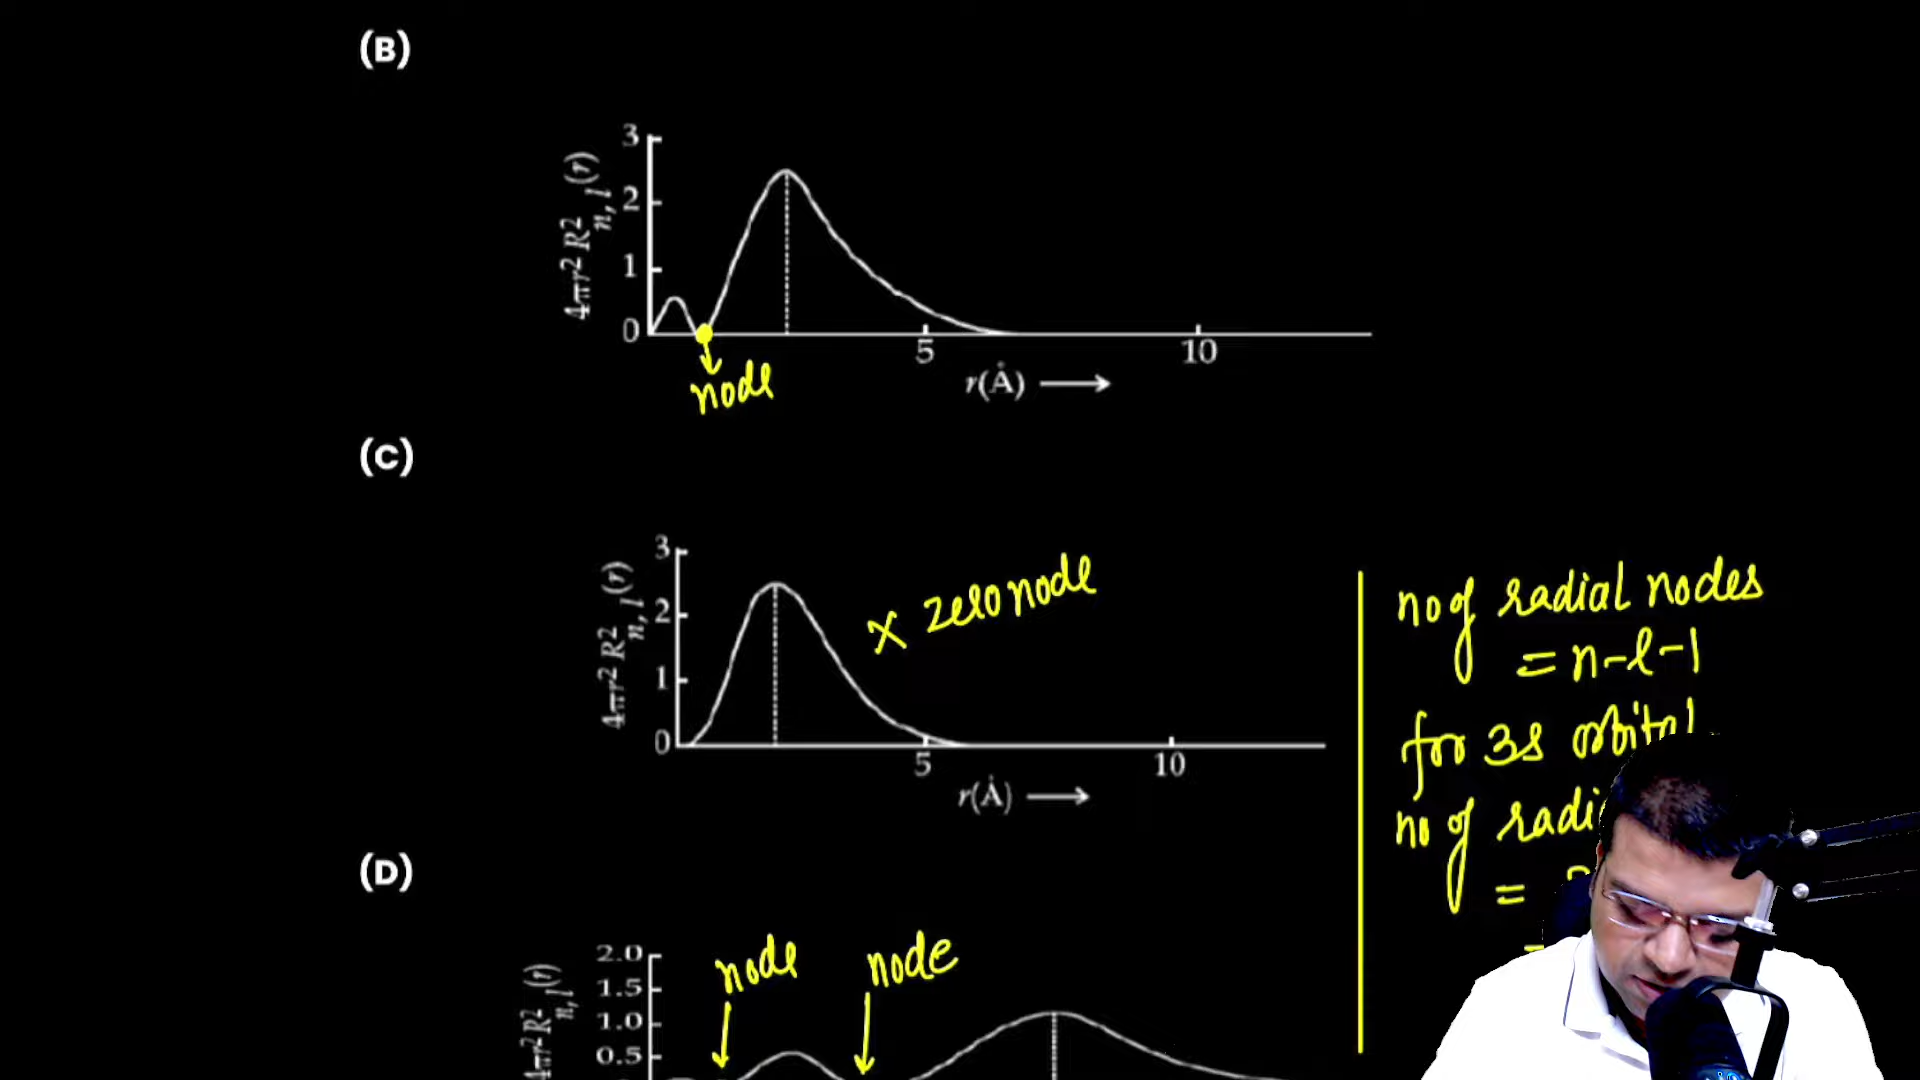 (B)
3
2
1
0
4πr² R²n, l(r)
5
10
r(Å)
node
(C)
3
2
1
0
4πr² R²n, l(r)
5
10
r(Å)
x zero node
no of radial nodes
= n-l-1
for 3s orbital
no of
=
(D)
node
node
2.0
1.5
1.0
0.5
4πr² R²n, l(r)